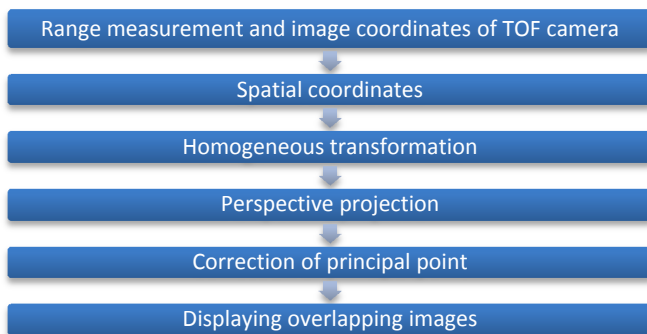 Range measurement and image coordinates of TOF camera
Spatial coordinates
Homogeneous transformation
Perspective projection
Correction of principal point
Displaying overlapping images